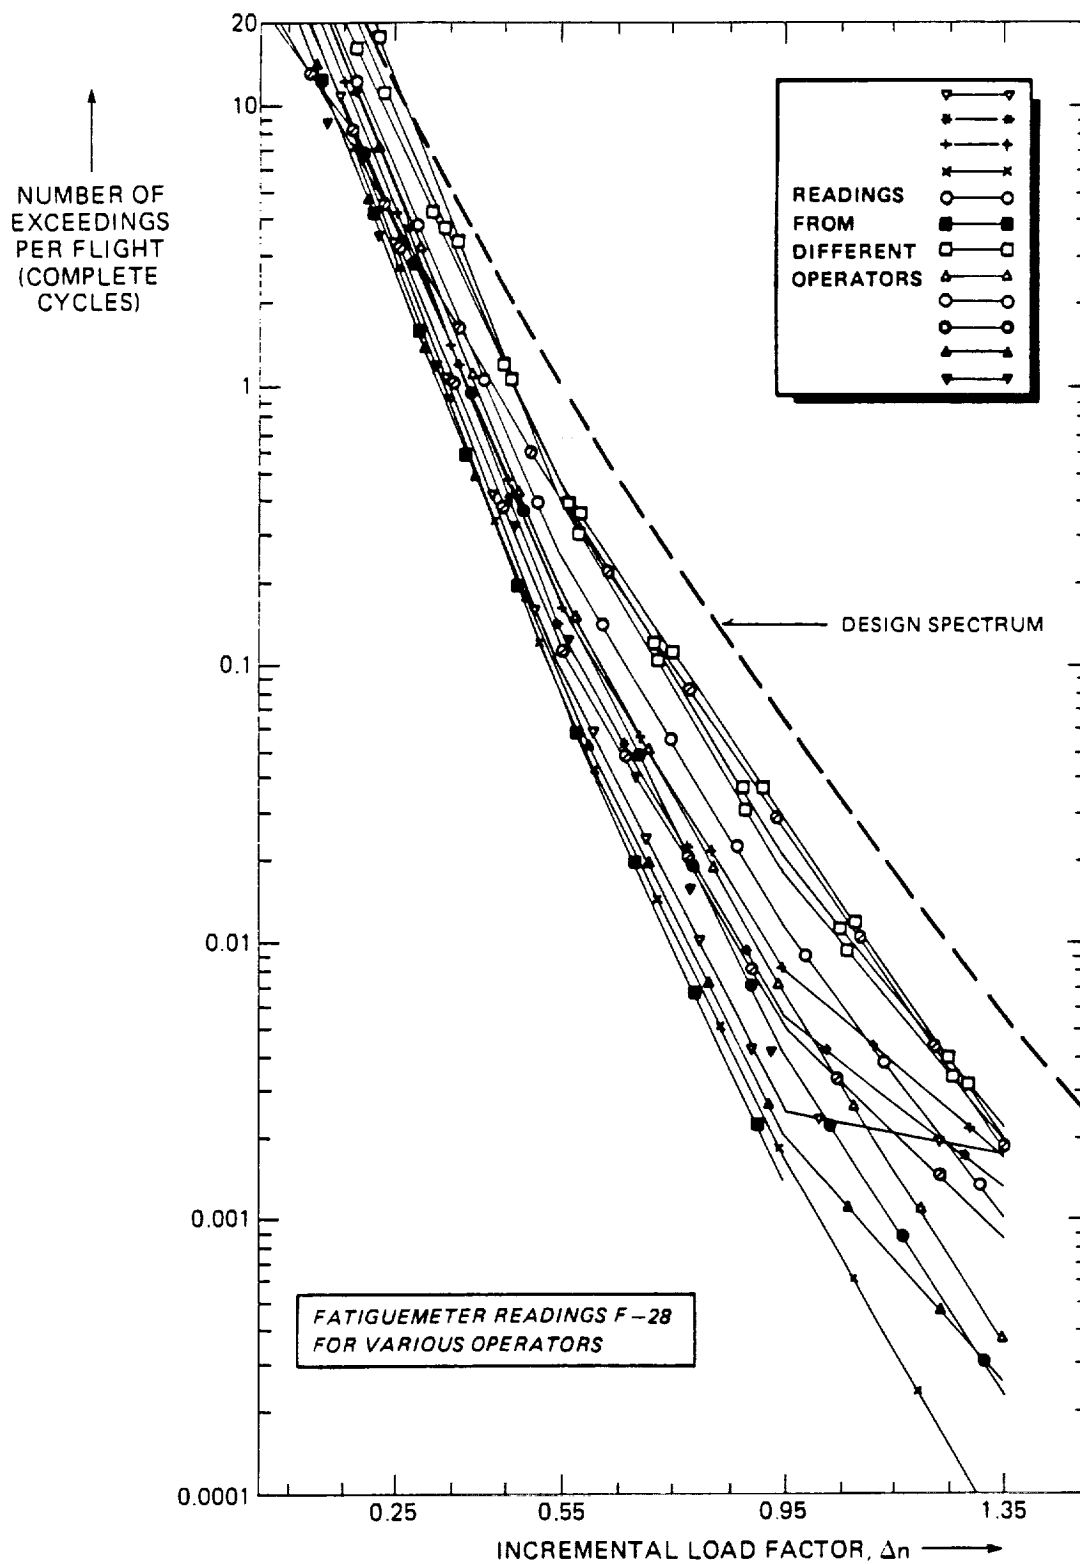 20
10
1
0.1
0.01
0.001
0.0001
NUMBER OF
EXCEEDINGS
PER FLIGHT
(COMPLETE
CYCLES)
READINGS
FROM
DIFFERENT
OPERATORS
DESIGN SPECTRUM
FATIGUEMETER READINGS F–28
FOR VARIOUS OPERATORS
0.25 0.55 0.95 1.35
INCREMENTAL LOAD FACTOR, Δn